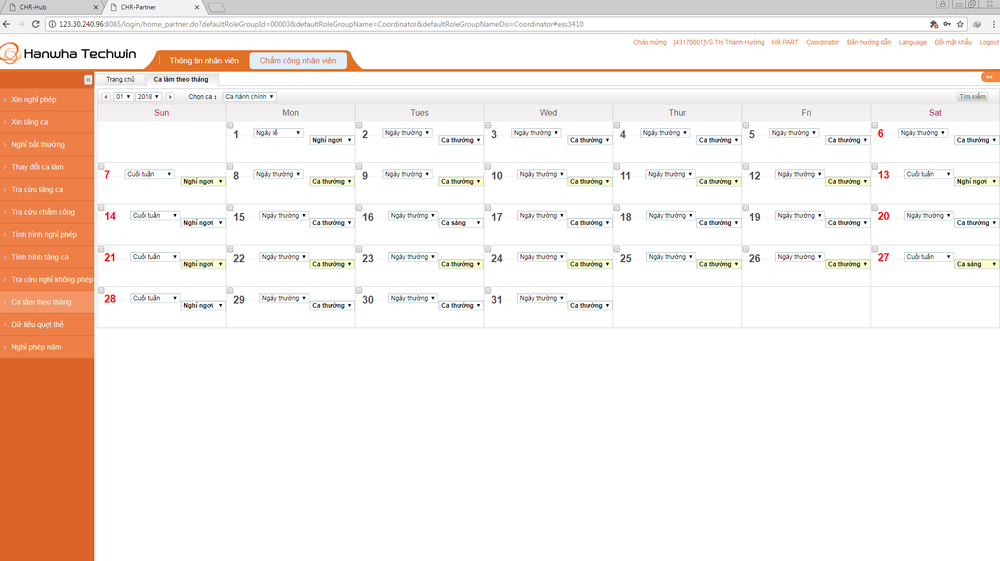 CHR-Hub
CHR-Partner
123.30.240.96:8085/login/home_partner.do?defaultRoleGroupId=00003&defaultRoleGroupName=Coordinator&defaultRoleGroupNameDis=Coordinator#ess3410
Chào mừng [43170001]Vũ Thị Thanh Hường HR PART Coordinator Bản hướng dẫn Language Đổi mật khẩu Logout
Hanwha Techwin
Thông tin nhân viên Chấm công nhân viên
Trang chủ Ca làm theo tháng
Xin nghỉ phép
Xin tăng ca
Nghỉ bất thường
Thay đổi ca làm
Tra cứu tăng ca
Tra cứu chấm công
Tình hình nghỉ phép
Tình hình tăng ca
Tra cứu nghỉ không phép
Ca làm theo tháng
Dữ liệu quẹt thẻ
Nghỉ phép năm
01 2018 Chọn ca : Ca hành chính Tìm kiếm
Sun Mon Tues Wed Thur Fri Sat
1 Ngày lễ 2 Ngày thường 3 Ngày thường 4 Ngày thường 5 Ngày thường 6 Ngày thường
Nghỉ ngơi Ca thường Ca thường Ca thường Ca thường Ca thường
7 Cuối tuần 8 Ngày thường 9 Ngày thường 10 Ngày thường 11 Ngày thường 12 Ngày thường 13 Cuối tuần
Nghỉ ngơi Ca thường Ca thường Ca thường Ca thường Ca thường Nghỉ ngơi
14 Cuối tuần 15 Ngày thường 16 Ngày thường 17 Ngày thường 18 Ngày thường 19 Ngày thường 20 Ngày thường
Nghỉ ngơi Ca thường Ca sáng Ca thường Ca thường Ca thường Ca thường
21 Cuối tuần 22 Ngày thường 23 Ngày thường 24 Ngày thường 25 Ngày thường 26 Ngày thường 27 Cuối tuần
Nghỉ ngơi Ca thường Ca thường Ca thường Ca thường Ca thường Ca sáng
28 Cuối tuần 29 Ngày thường 30 Ngày thường 31 Ngày thường
Nghỉ ngơi Ca thường Ca thường Ca thường